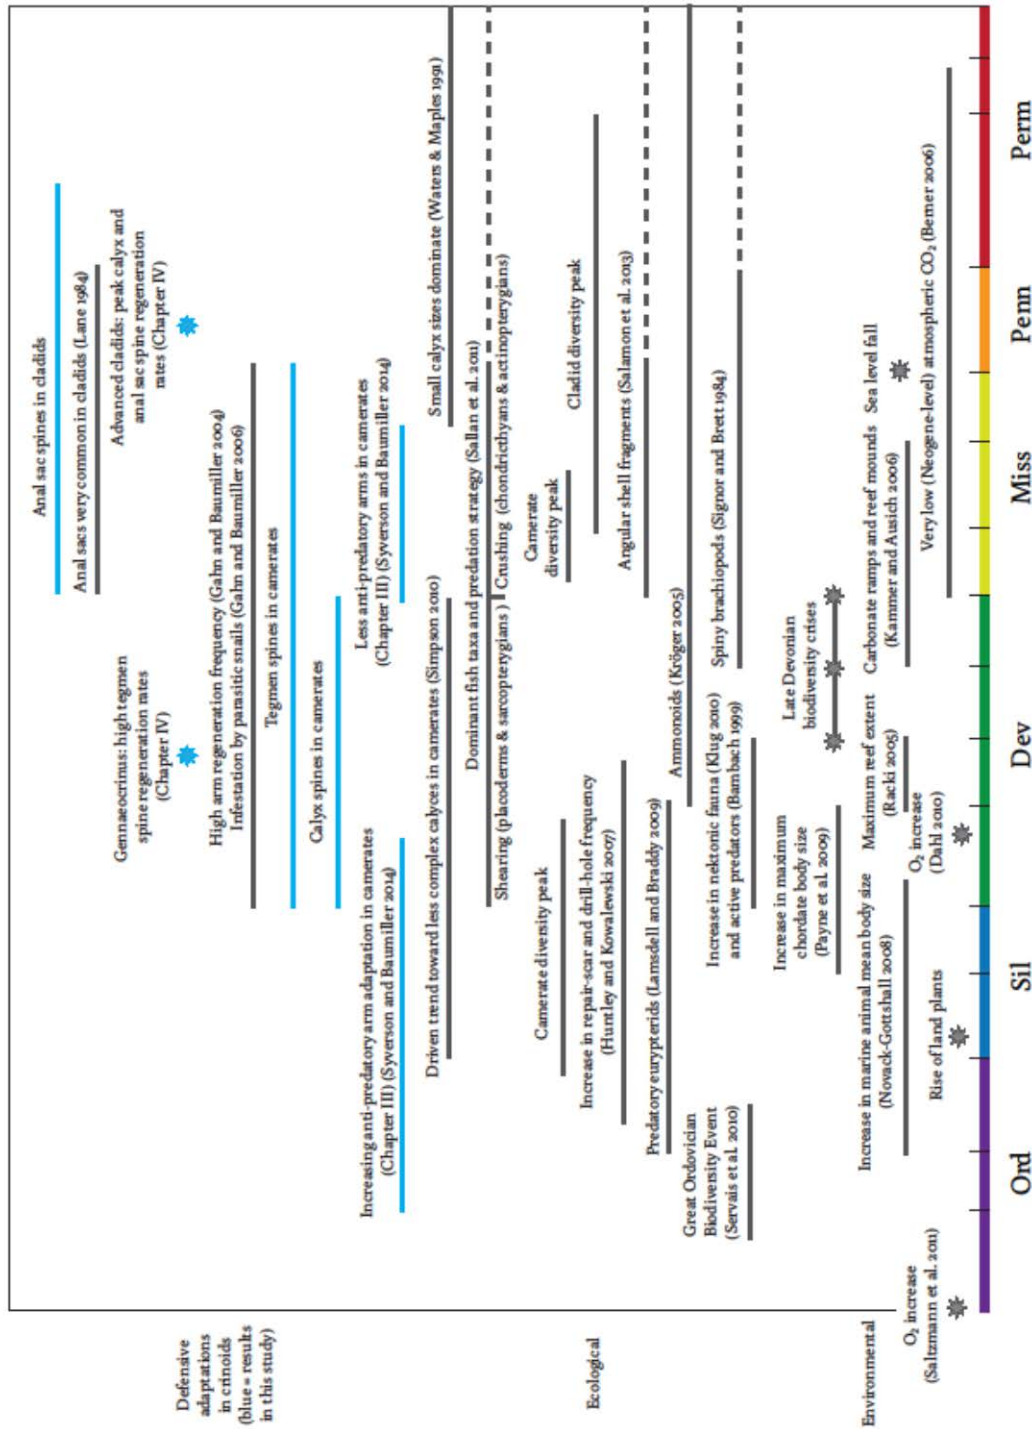 Defensive
adaptations
in crinoids
(blue = results
in this study)
Anal sac spines in cladids
Anal sacs very common in cladids (Lane 1984)
Gennaeocrinus: high tegmen
spine regeneration rates
(Chapter IV)
Advanced cladids: peak calyx and
anal sac spine regeneration
rates (Chapter IV)
High arm regeneration frequency (Gahn and Baumiller 2004)
Infestation by parasitic snails (Gahn and Baumiller 2006)
Tegmen spines in camerates
Calyx spines in camerates
Increasing anti-predatory arm adaptation in camerates
(Chapter III) (Syverson and Baumiller 2014)
Less anti-predatory arms in camerates
(Chapter III) (Syverson and Baumiller 2014)
Ecological
Driven trend toward less complex calyces in camerates (Simpson 2010)
Small calyx sizes dominate (Waters & Maples 1991)
Dominant fish taxa and predation strategy (Sallan et al. 2011)
Shearing (placoderms & sarcopterygians )
Crushing (chondricthyans & actinopterygians)
Camerate diversity peak
Camerate
diversity peak
Cladid diversity peak
Increase in repair-scar and drill-hole frequency
(Huntley and Kowalewski 2007)
Angular shell fragments (Salamon et al. 2013)
Predatory eurypterids (Lamsdell and Braddy 2009)
Ammonoids (Kröger 2005)
Great Ordovician
Biodiversity Event
(Servais et al. 2010)
Increase in nektonic fauna (Klug 2010)
and active predators (Bambach 1999)
Spiny brachiopods (Signor and Brett 1984)
Environmental
Increase in maximum
chordate body size
(Payne et al. 2009)
Late Devonian
biodiversity crises
Increase in marine animal mean body size
(Novack-Gottshall 2008)
Maximum reef extent
(Racki 2005)
Carbonate ramps and reef mounds
(Kammer and Ausich 2006)
Sea level fall
O₂ increase
(Saltzmann et al. 2011)
Rise of land plants
O₂ increase
(Dahl 2010)
Very low (Neogene-level) atmospheric CO₂ (Berner 2006)
Ord
Sil
Dev
Miss
Penn
Perm